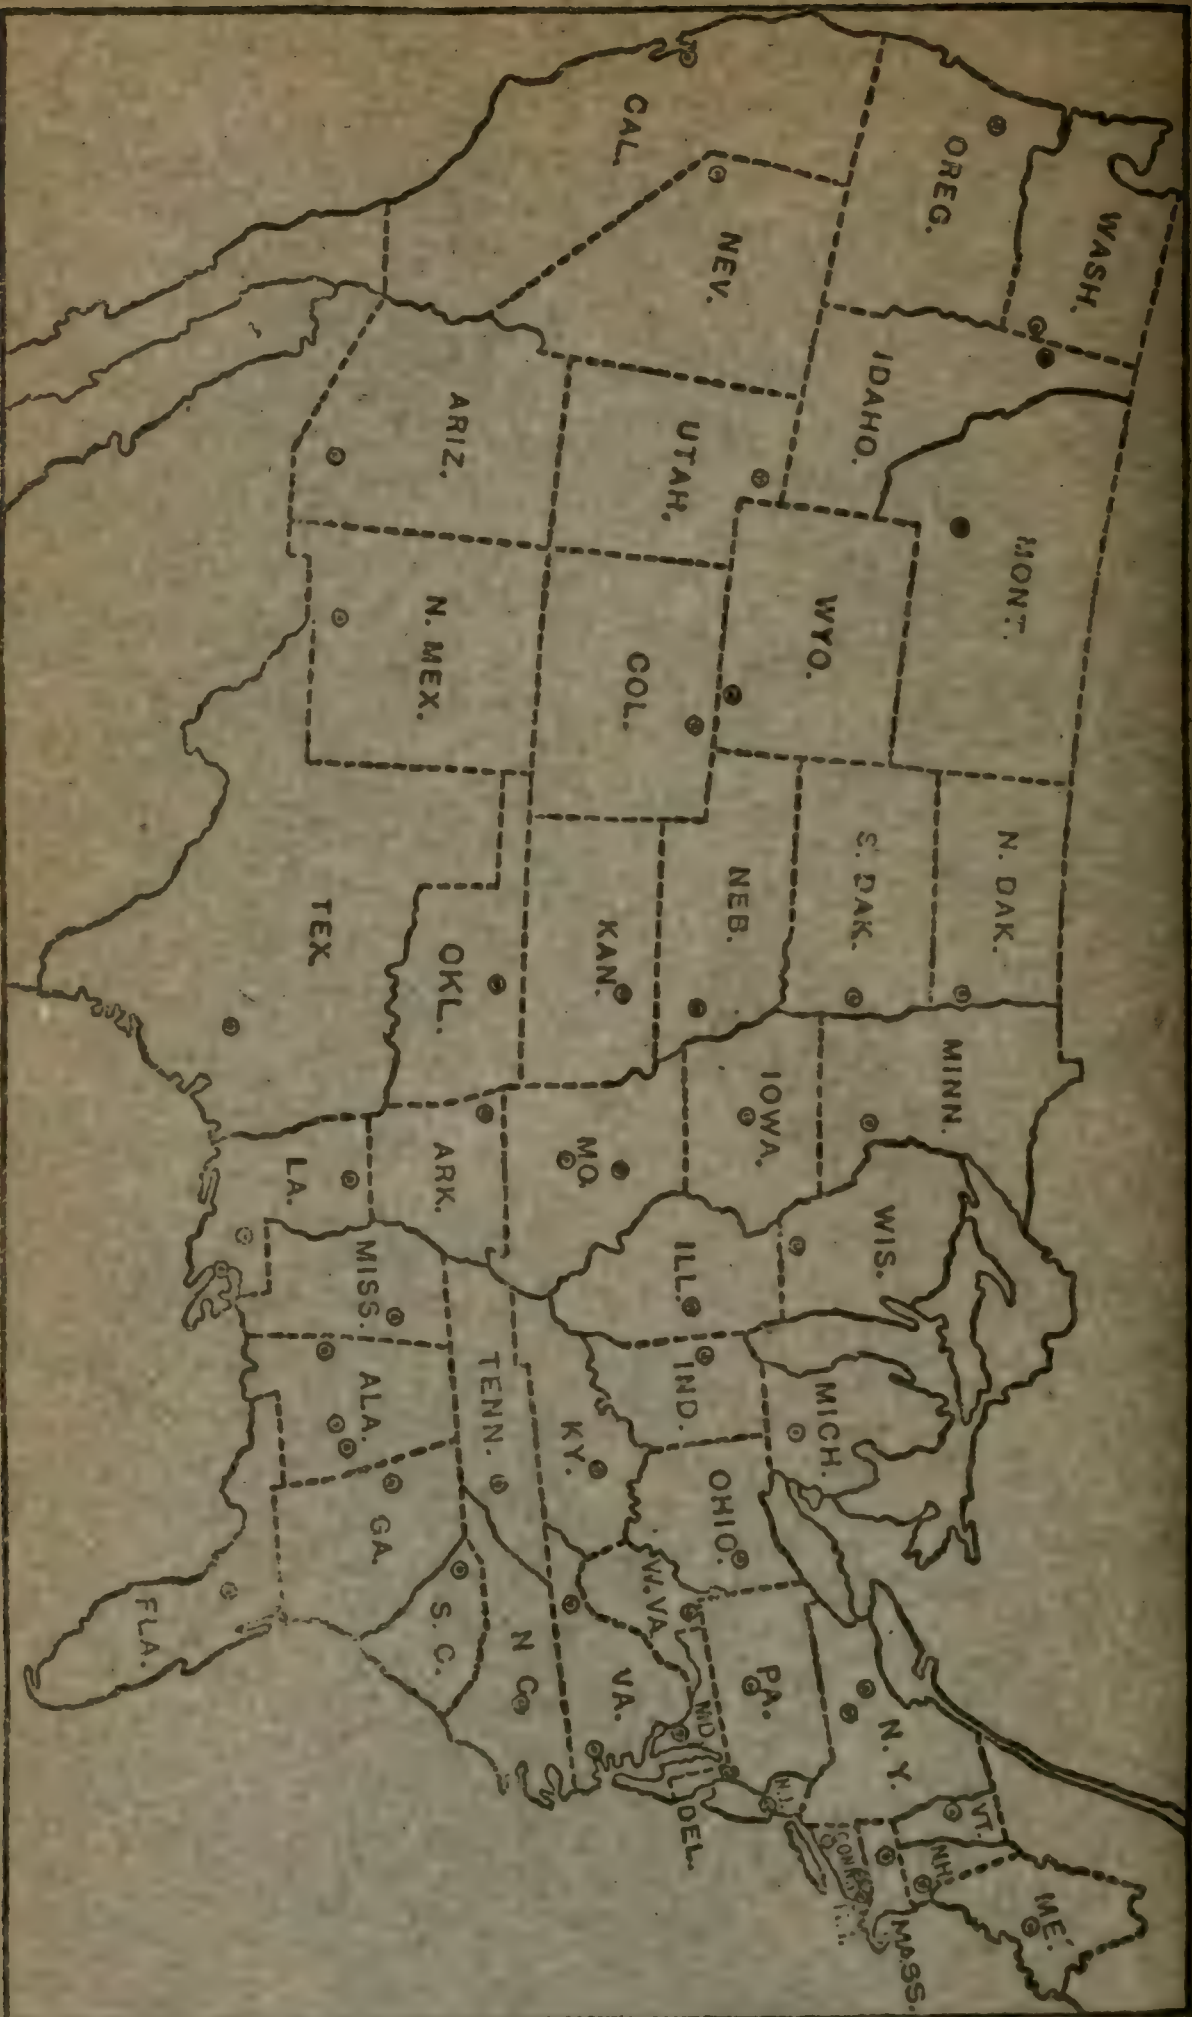 WASH.
OREG.
CAL.
NEV.
IDAHO.
MONT.
WYO.
UTAH.
ARIZ.
COL.
N. MEX.
N. DAK.
S. DAK.
NEB.
KAN.
OKL.
TEX.
MINN.
IOWA.
MO.
ARK.
LA.
WIS.
ILL.
MISS.
MICH.
IND.
KY.
TENN.
ALA.
OHIO.
GA.
FLA.
W.VA.
VA.
N C.
S. C.
PA.
MD.
DEL.
N.J.
N. Y.
VT.
N.H.
CONN.
R.I.
MASS.
ME.